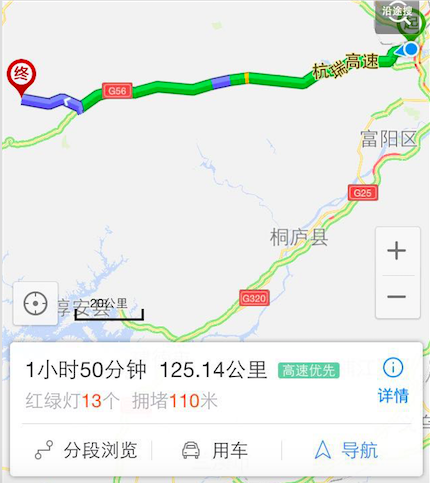 沿途搜
终
G56
杭瑞高速
富阳区
G25
桐庐县
G320
淳安县
20公里
1小时50分钟 125.14公里 高速优先
红绿灯13个 拥堵110米
详情
分段浏览
用车
导航